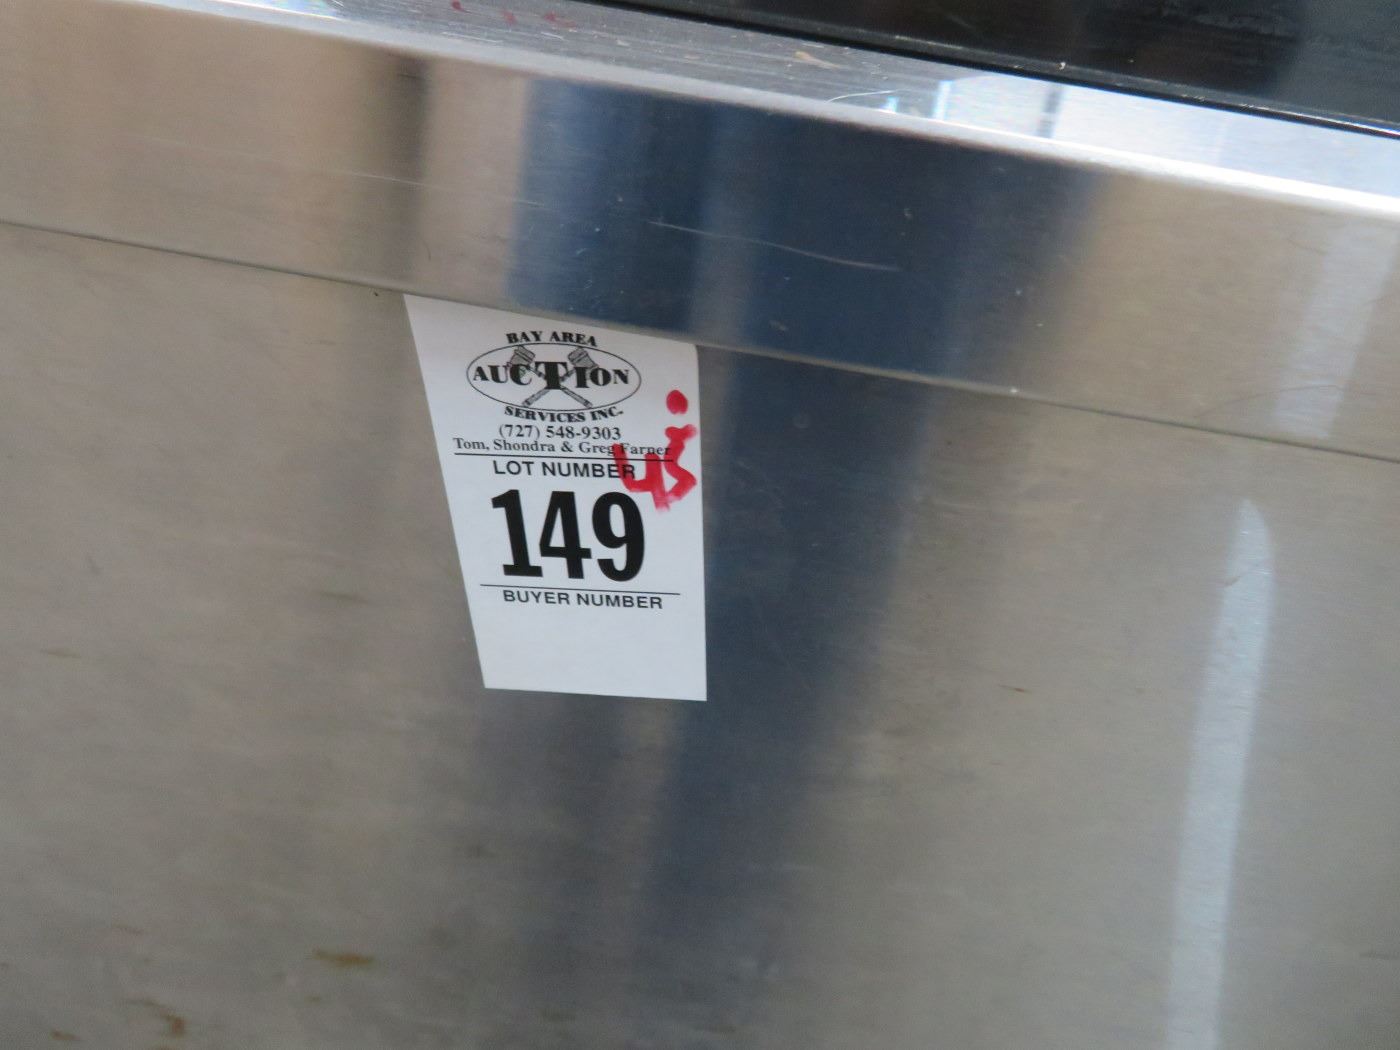 BAY AREA
AUCTION
SERVICES INC.
(727) 548-9303
Tom, Shondra & Greg Farner
LOT NUMBER
149
BUYER NUMBER